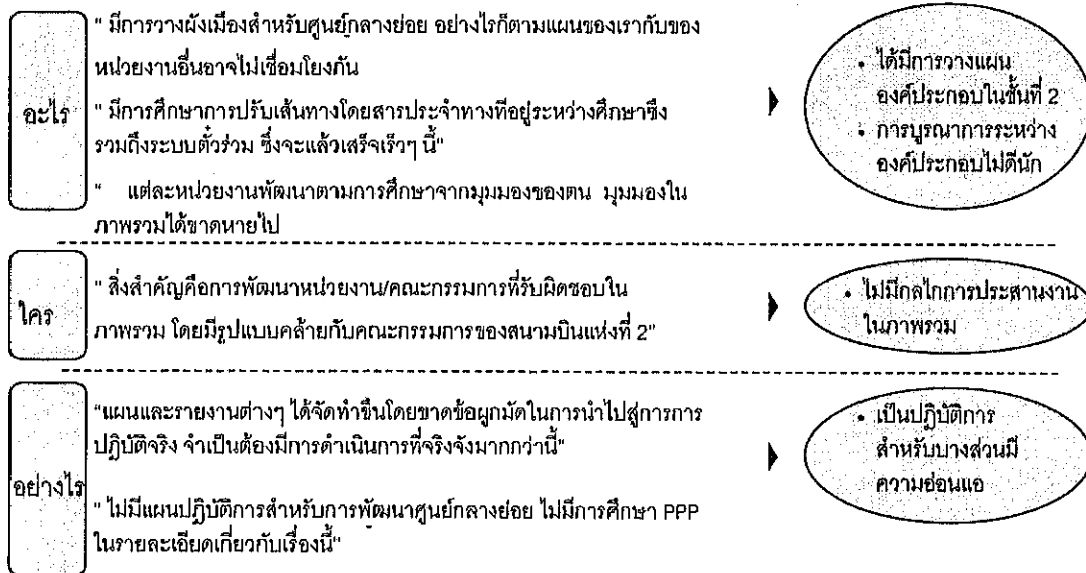 อะไร
" มีการวางผังเมืองสำหรับศูนย์กลางย่อย อย่างไรก็ตามแผนของเรากับของ
หน่วยงานอื่นอาจไม่เชื่อมโยงกัน
" มีการศึกษาการปรับเส้นทางโดยสารประจำทางที่อยู่ระหว่างศึกษาซึ่ง
รวมถึงระบบตั๋วร่วม ซึ่งจะแล้วเสร็จเร็วๆ นี้"
" แต่ละหน่วยงานพัฒนาตามการศึกษาจากมุมมองของตน มุมมองใน
ภาพรวมได้ขาดหายไป
• ได้มีการวางแผน
องค์ประกอบในชั้นที่ 2
• การบูรณาการระหว่าง
องค์ประกอบไม่ดีนัก
ใคร
" สิ่งสำคัญคือการพัฒนาหน่วยงาน/คณะกรรมการที่รับผิดชอบใน
ภาพรวม โดยมีรูปแบบคล้ายกับคณะกรรมการของสนามบินแห่งที่ 2"
• ไม่มีกลไกการประสานงาน
ในภาพรวม
อย่างไร
"แผนและรายงานต่างๆ ได้จัดทำขึ้นโดยขาดข้อผูกมัดในการนำไปสู่การการ
ปฏิบัติจริง จำเป็นต้องมีการดำเนินการที่จริงจังมากกว่านี้"
" ไม่มีแผนปฏิบัติการสำหรับการพัฒนาศูนย์กลางย่อย ไม่มีการศึกษา PPP
ในรายละเอียดเกี่ยวกับเรื่องนี้"
• เป็นปฏิบัติการ
สำหรับบางส่วนมี
ความอ่อนแอ